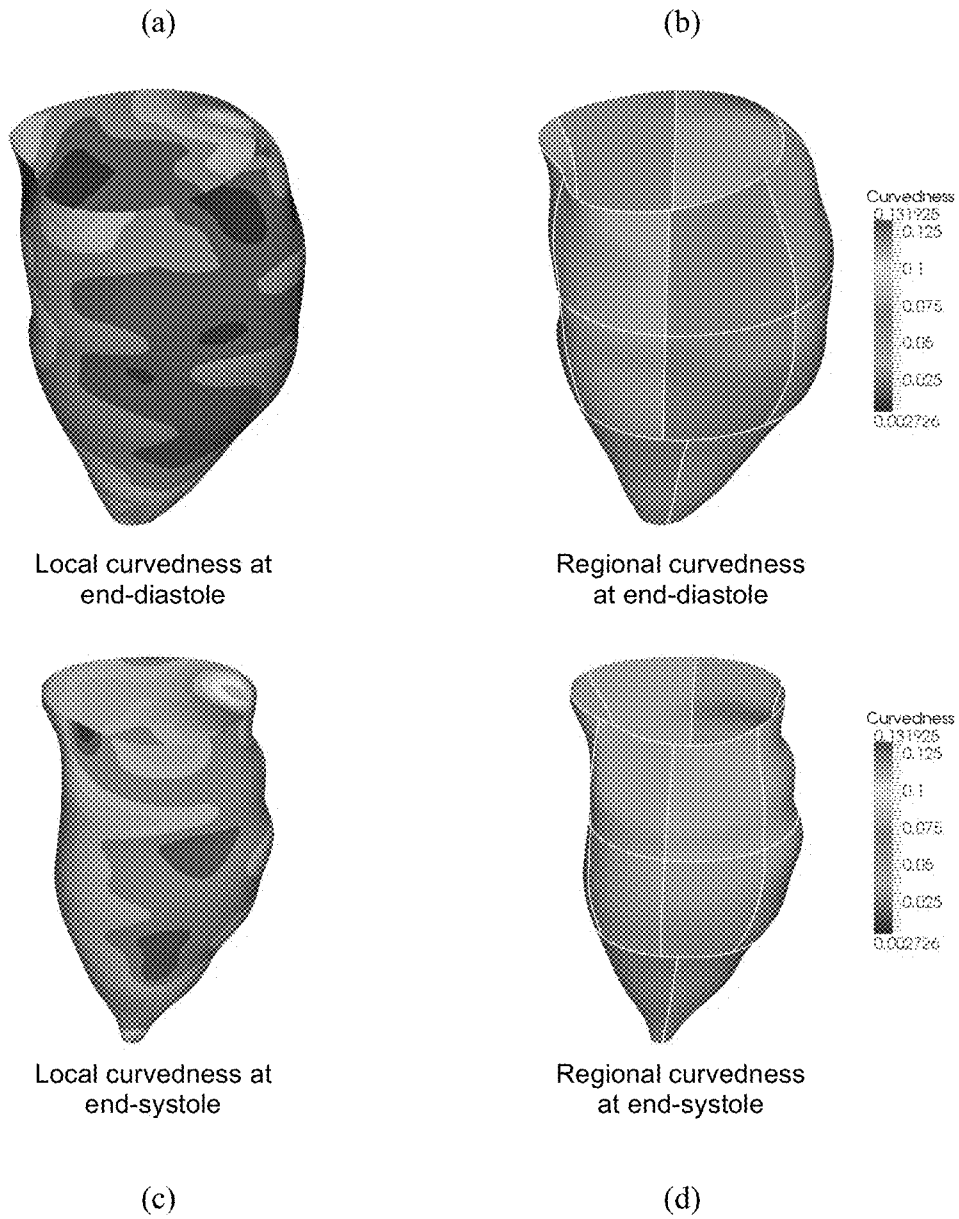 (a)
(b)
Curvedness
0.131925
0.125
0.1
0.075
0.05
0.025
0.002726
Local curvedness at
end-diastole
Regional curvedness
at end-diastole
Curvedness
0.131925
0.125
0.1
0.075
0.05
0.025
0.002726
Local curvedness at
end-systole
Regional curvedness
at end-systole
(c)
(d)